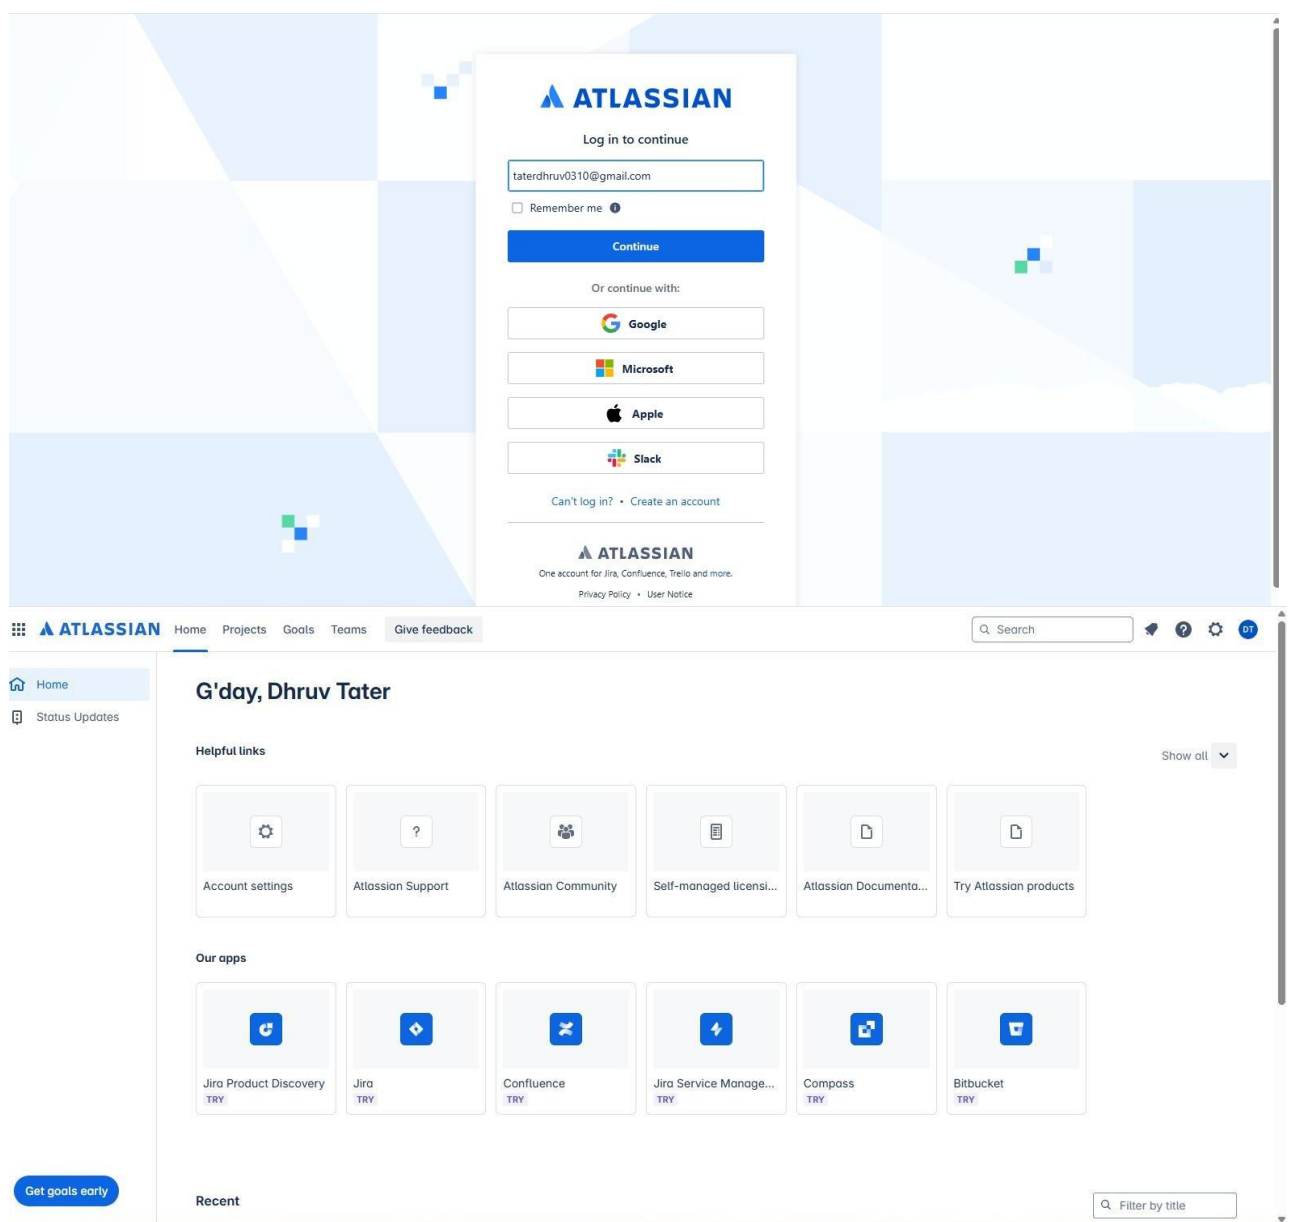 ATLASSIAN
Log in to continue
taterdhruv0310@gmail.com
Remember me
Continue
Or continue with:
Google
Microsoft
Apple
Slack
Can't log in? • Create an account
ATLASSIAN
One account for Jira, Confluence, Trello and more.
Privacy Policy • User Notice
ATLASSIAN Home Projects Goals Teams Give feedback Search DT
Home
Status Updates
G'day, Dhruv Tater
Helpful links
Show all
Account settings
Atlassian Support
Atlassian Community
Self-managed licensi...
Atlassian Documenta...
Try Atlassian products
Our apps
Jira Product Discovery
TRY
Jira
TRY
Confluence
TRY
Jira Service Manage...
TRY
Compass
TRY
Bitbucket
TRY
Get goals early
Recent
Filter by title